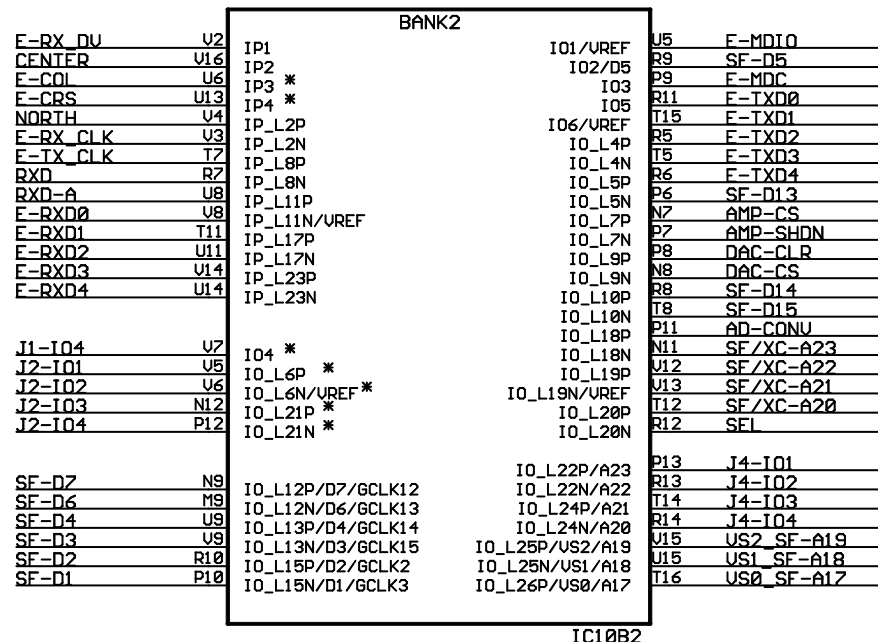 BANK2
E-RX_DV V2 IP1 IO1/VREF U5 E-MDIO
CENTER V16 IP2 IO2/D5 R9 SF-D5
E-COL U6 IP3 * IO3 P9 E-MDC
E-CRS U13 IP4 * IO5 R11 E-TXD0
NORTH V4 IP_L2P IO6/VREF T15 E-TXD1
E-RX_CLK V3 IP_L2N IO_L4P R5 E-TXD2
E-TX_CLK T7 IP_L8P IO_L4N T5 E-TXD3
RXD R7 IP_L8N IO_L5P R6 E-TXD4
RXD-A U8 IP_L11P IO_L5N P6 SF-D13
E-RXD0 V8 IP_L11N/VREF IO_L7P N7 AMP-CS
E-RXD1 T11 IP_L17P IO_L7N P7 AMP-SHDN
E-RXD2 U11 IP_L17N IO_L9P P8 DAC-CLR
E-RXD3 V14 IP_L23P IO_L9N N8 DAC-CS
E-RXD4 U14 IP_L23N IO_L10P R8 SF-D14
IO_L10N T8 SF-D15
IO_L18P P11 AD-CONV
J1-IO4 V7 IO4 * IO_L18N N11 SF/XC-A23
J2-IO1 V5 IO_L6P * IO_L19P V12 SF/XC-A22
J2-IO2 V6 IO_L6N/VREF * IO_L19N/VREF V13 SF/XC-A21
J2-IO3 N12 IO_L21P * IO_L20P T12 SF/XC-A20
J2-IO4 P12 IO_L21N * IO_L20N R12 SEL
IO_L22P/A23 P13 J4-IO1
SF-D7 N9 IO_L12P/D7/GCLK12 IO_L22N/A22 R13 J4-IO2
SF-D6 M9 IO_L12N/D6/GCLK13 IO_L24P/A21 T14 J4-IO3
SF-D4 U9 IO_L13P/D4/GCLK14 IO_L24N/A20 R14 J4-IO4
SF-D3 V9 IO_L13N/D3/GCLK15 IO_L25P/VS2/A19 V15 VS2_SF-A19
SF-D2 R10 IO_L15P/D2/GCLK2 IO_L25N/VS1/A18 U15 VS1_SF-A18
SF-D1 P10 IO_L15N/D1/GCLK3 IO_L26P/VS0/A17 T16 VS0_SF-A17
IC10B2